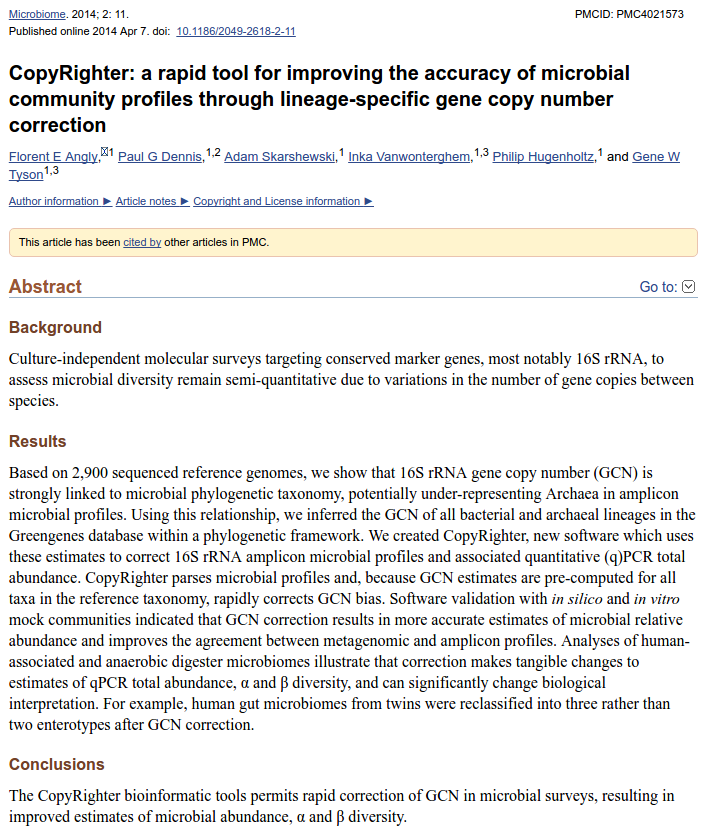 Microbiome. 2014; 2: 11.
PMCID: PMC4021573
Published online 2014 Apr 7. doi: 10.1186/2049-2618-2-11
CopyRighter: a rapid tool for improving the accuracy of microbial
community profiles through lineage-specific gene copy number
correction
Florent E Angly,1 Paul G Dennis,1,2 Adam Skarshewski,1 Inka Vanwonterghem,1,3 Philip Hugenholtz,1 and Gene W
Tyson1,3
Author information ► Article notes ► Copyright and License information ►
This article has been cited by other articles in PMC.
Abstract
Go to:
Background
Culture-independent molecular surveys targeting conserved marker genes, most notably 16S rRNA, to
assess microbial diversity remain semi-quantitative due to variations in the number of gene copies between
species.
Results
Based on 2,900 sequenced reference genomes, we show that 16S rRNA gene copy number (GCN) is
strongly linked to microbial phylogenetic taxonomy, potentially under-representing Archaea in amplicon
microbial profiles. Using this relationship, we inferred the GCN of all bacterial and archaeal lineages in the
Greengenes database within a phylogenetic framework. We created CopyRighter, new software which uses
these estimates to correct 16S rRNA amplicon microbial profiles and associated quantitative (q)PCR total
abundance. CopyRighter parses microbial profiles and, because GCN estimates are pre-computed for all
taxa in the reference taxonomy, rapidly corrects GCN bias. Software validation with in silico and in vitro
mock communities indicated that GCN correction results in more accurate estimates of microbial relative
abundance and improves the agreement between metagenomic and amplicon profiles. Analyses of human-
associated and anaerobic digester microbiomes illustrate that correction makes tangible changes to
estimates of qPCR total abundance, α and β diversity, and can significantly change biological
interpretation. For example, human gut microbiomes from twins were reclassified into three rather than
two enterotypes after GCN correction.
Conclusions
The CopyRighter bioinformatic tools permits rapid correction of GCN in microbial surveys, resulting in
improved estimates of microbial abundance, α and β diversity.